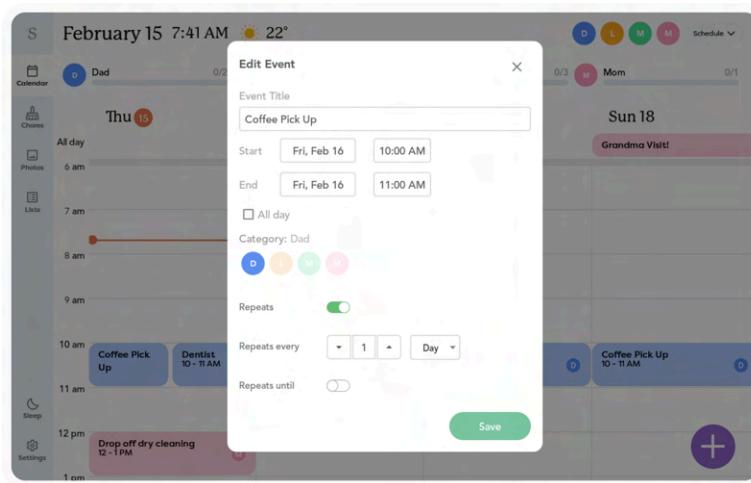 S
February 15 7:41 AM 22°
D L M M Schedule
Calendar
Chores
Photos
Lists
Sleep
Settings
D Dad 0/2
0/3 M Mom 0/1
Thu 15
Sun 18
All day
Grandma Visit!
6 am
7 am
8 am
9 am
10 am
11 am
12 pm
1 pm
Coffee Pick
Up
Dentist
10 - 11 AM
D
Coffee Pick Up
10 - 11 AM
D
Drop off dry cleaning
12 - 1 PM
M
Edit Event
Event Title
Coffee Pick Up
Start Fri, Feb 16 10:00 AM
End Fri, Feb 16 11:00 AM
All day
Category: Dad
D L M M
Repeats
Repeats every 1 Day
Repeats until
Save